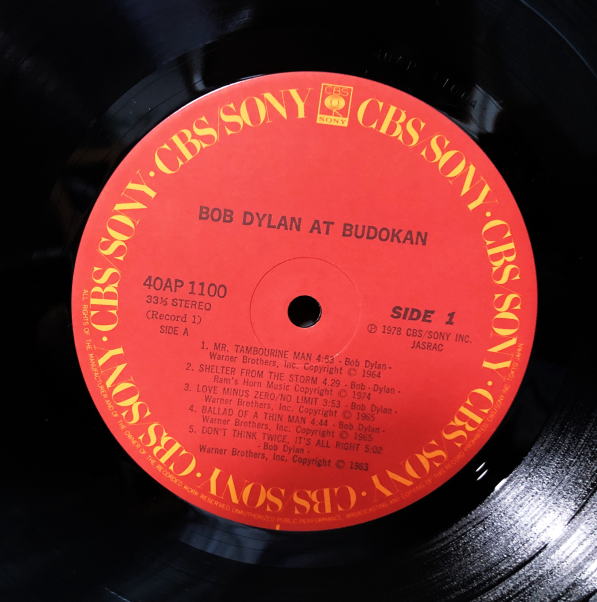 CBS
SONY
CBS/SONY · CBS/SONY · CBS/SONY · CBS/SONY · CBS/SONY · CBS/SONY · CBS/SONY · CBS/SONY
BOB DYLAN AT BUDOKAN
40AP 1100
33⅓ STEREO
(Record 1)
SIDE A
SIDE 1
Ⓟ 1978 CBS/SONY INC.
JASRAC
1. MR. TAMBOURINE MAN 4:53 - Bob Dylan -
Warner Brothers, Inc. Copyright © 1964
2. SHELTER FROM THE STORM 4.29 - Bob Dylan -
Ram's Horn Music Copyright © 1974
3. LOVE MINUS ZERO/NO LIMIT 3:53 - Bob Dylan -
Warner Brothers, Inc. Copyright © 1965
4. BALLAD OF A THIN MAN 4:44 - Bob Dylan -
Warner Brothers, Inc. Copyright © 1965
5. DON'T THINK TWICE, IT'S ALL RIGHT 5:02
- Bob Dylan -
Warner Brothers, Inc. Copyright © 1963
ALL RIGHTS OF THE MANUFACTURER AND OF THE OWNER OF THE RECORDED WORK RESERVED. UNAUTHORIZED PUBLIC PERFORMANCE, BROADCASTING AND COPYING OF